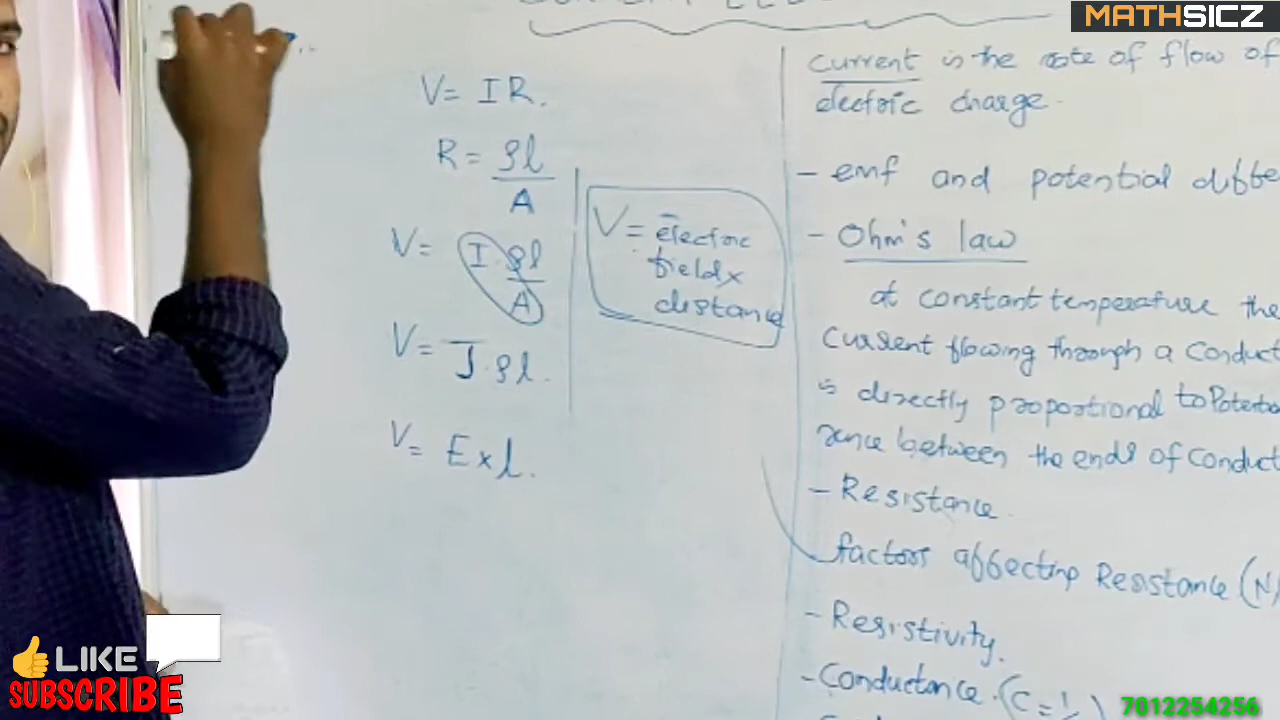 MATHSICZ
V = IR.
R = ρl
A
V = I . ρl
A
V = J . ρl.
V = E × l.
V = electric
field ×
distance
current is the rate of flow of
electric charge.
- emf and potential diffe
- Ohm's law
at constant temperature the
current flowing through a conduct
is directly proportional to Potentia
rence between the ends of conduct
- Resistance
factors affecting Resistance (N
- Resistivity.
- Conductance. (C = 1/
LIKE
SUBSCRIBE
7012254256